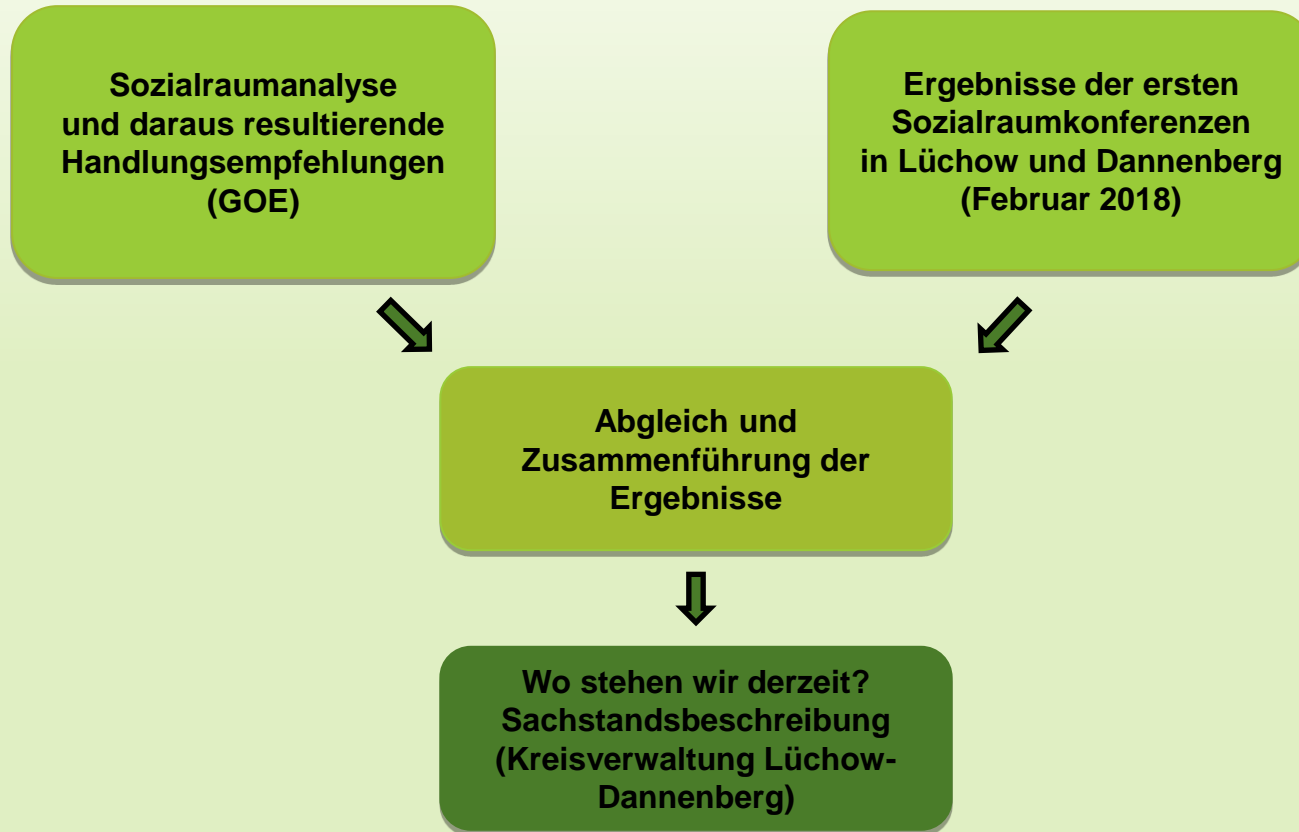 Sozialraumanalyse
und daraus resultierende
Handlungsempfehlungen
(GOE)
Ergebnisse der ersten
Sozialraumkonferenzen
in Lüchow und Dannenberg
(Februar 2018)
Abgleich und
Zusammenführung der
Ergebnisse
Wo stehen wir derzeit?
Sachstandsbeschreibung
(Kreisverwaltung Lüchow-
Dannenberg)